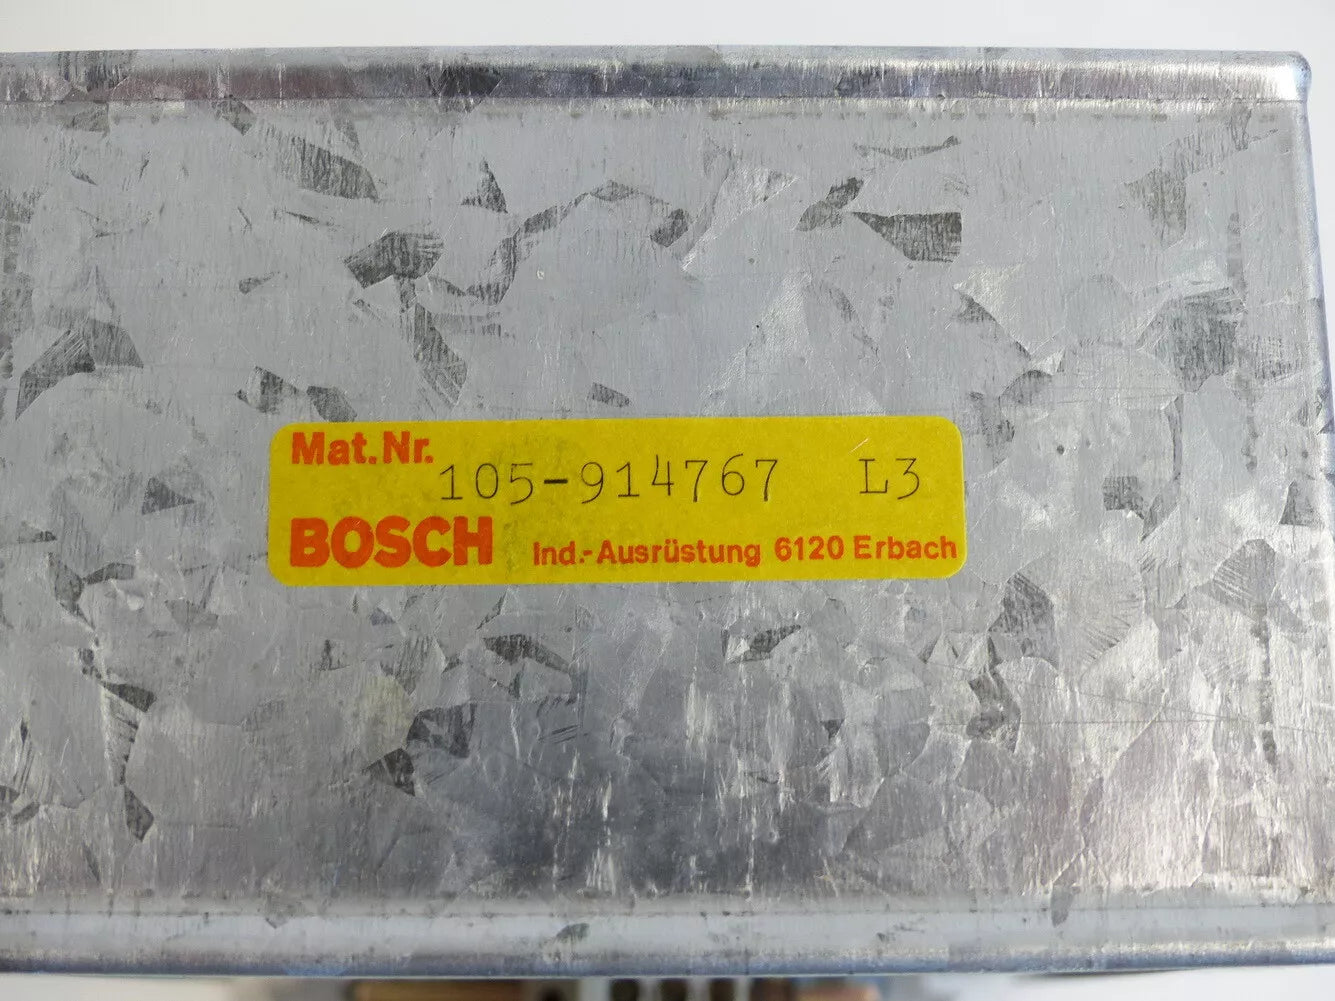 Mat.Nr. 105-914767 L3
BOSCH Ind.-Ausrüstung 6120 Erbach